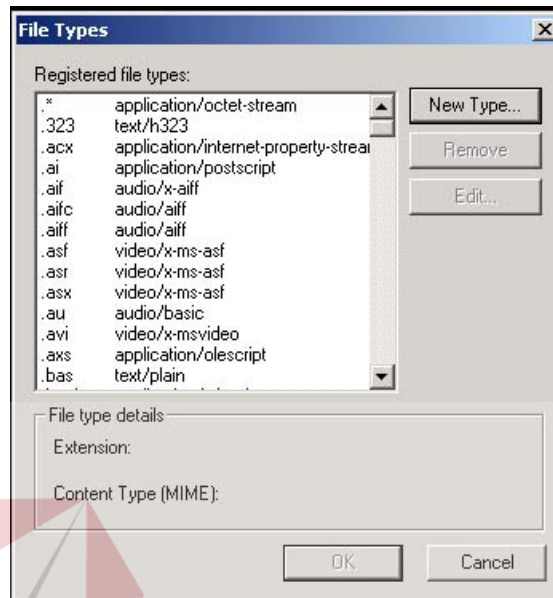 File Types
Registered file types:
.* application/octet-stream
.323 text/h323
.acx application/internet-property-strear
.ai application/postscript
.aif audio/x-aiff
.aifc audio/aiff
.aiff audio/aiff
.asf video/x-ms-asf
.asr video/x-ms-asf
.asx video/x-ms-asf
.au audio/basic
.avi video/x-msvideo
.axs application/olescript
.bas text/plain
New Type...
Remove
Edit...
File type details
Extension:
Content Type (MIME):
OK
Cancel